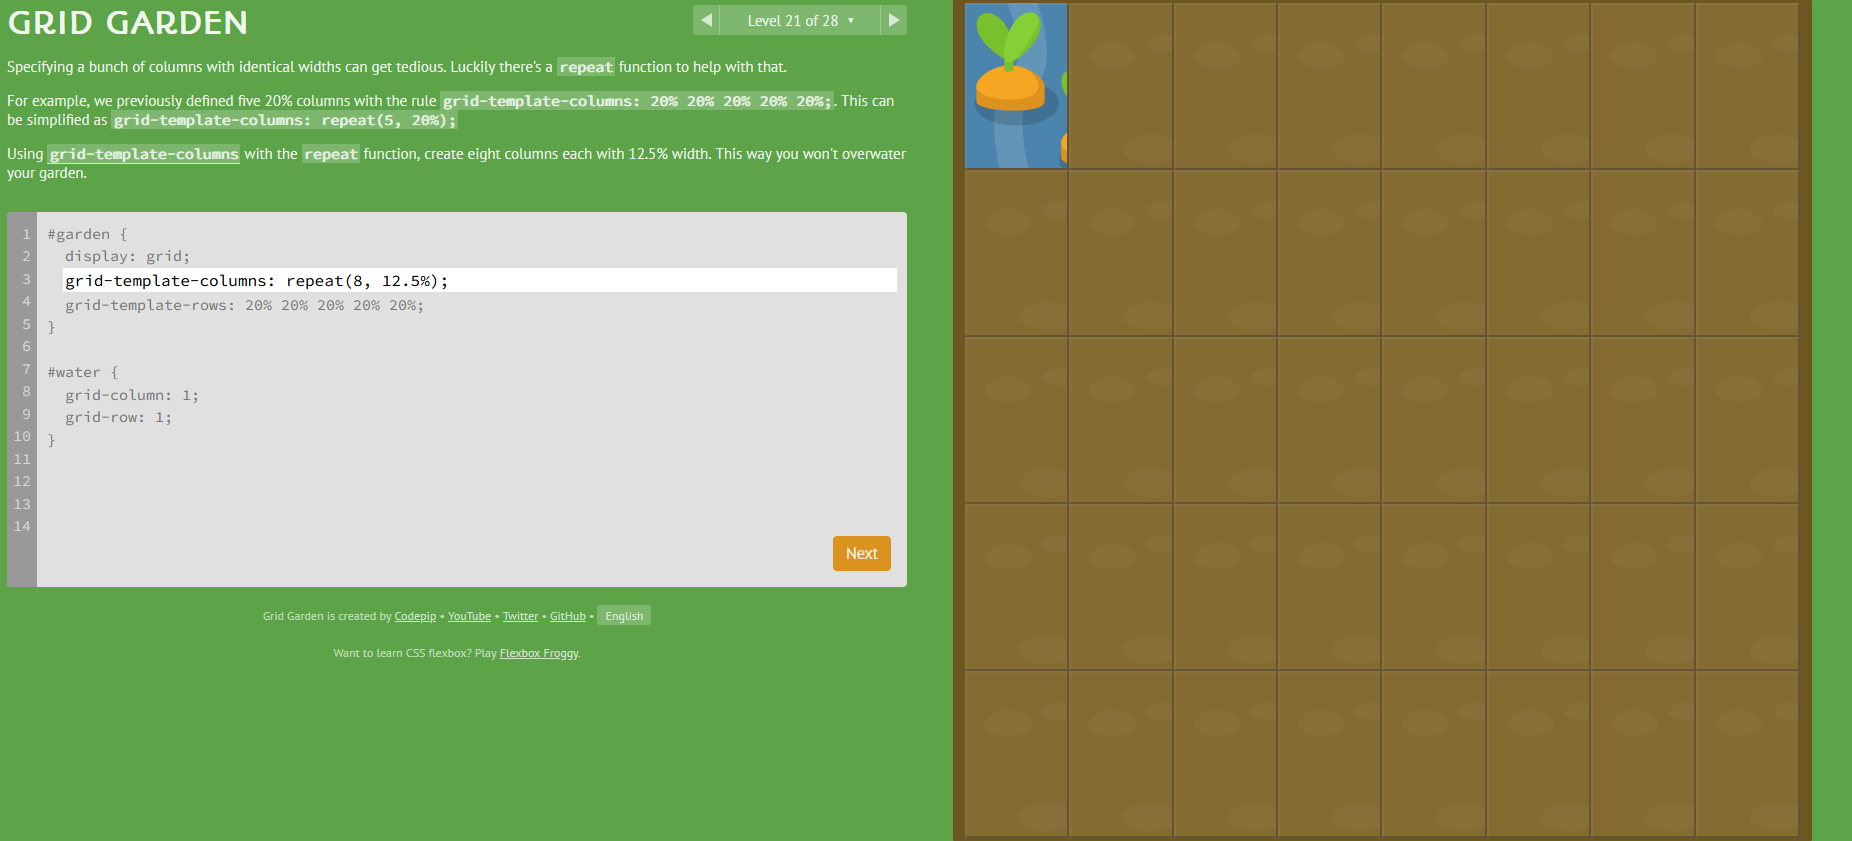 GRID GARDEN
◀ Level 21 of 28 ▾ ▶
Specifying a bunch of columns with identical widths can get tedious. Luckily there's a repeat function to help with that.
For example, we previously defined five 20% columns with the rule grid-template-columns: 20% 20% 20% 20% 20%;. This can
be simplified as grid-template-columns: repeat(5, 20%);
Using grid-template-columns with the repeat function, create eight columns each with 12.5% width. This way you won't overwater
your garden.
1 #garden {
2 display: grid;
3 grid-template-columns: repeat(8, 12.5%);
4 grid-template-rows: 20% 20% 20% 20% 20%;
5 }
6
7 #water {
8 grid-column: 1;
9 grid-row: 1;
10 }
11
12
13
14
Next
Grid Garden is created by Codepip • YouTube • Twitter • GitHub • English
Want to learn CSS flexbox? Play Flexbox Froggy.